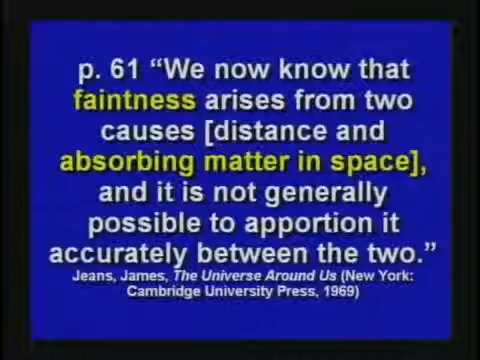 p. 61 “We now know that
faintness arises from two
causes [distance and
absorbing matter in space],
and it is not generally
possible to apportion it
accurately between the two.”
Jeans, James, The Universe Around Us (New York:
Cambridge University Press, 1969)